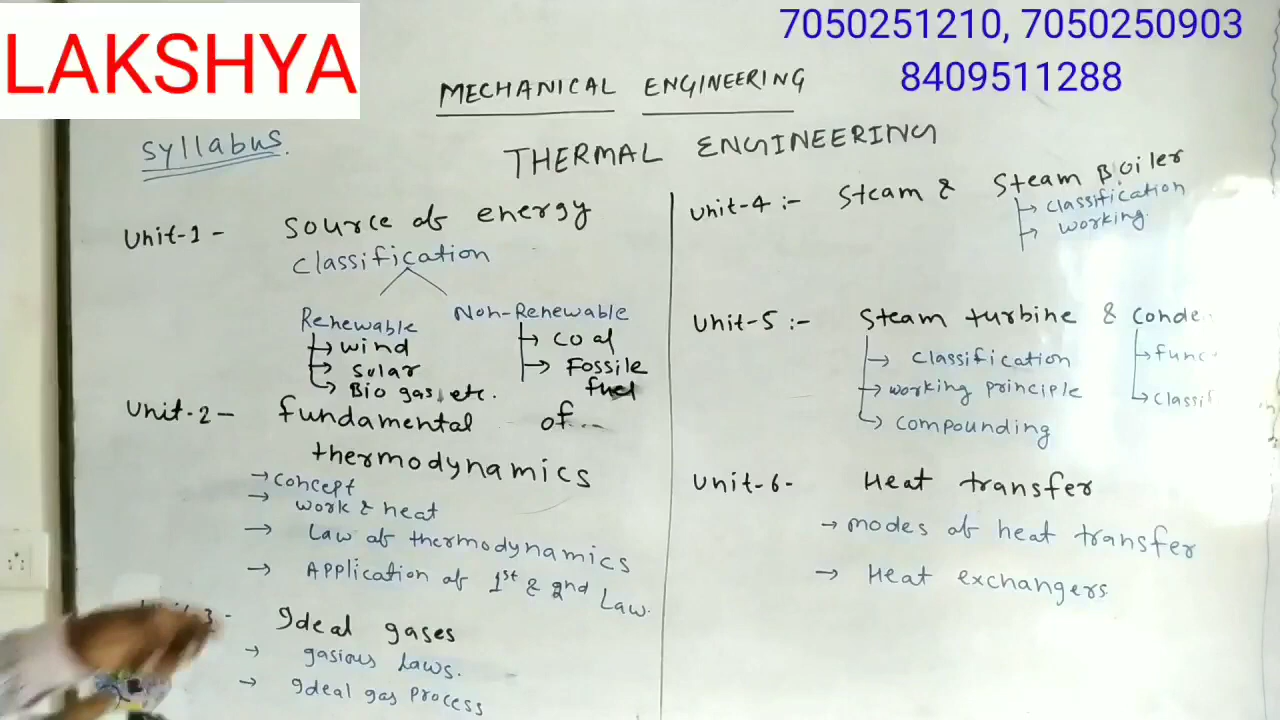 LAKSHYA
7050251210, 7050250903
8409511288
MECHANICAL ENGINEERING
THERMAL ENGINEERING
Syllabus.
Unit-1 - Source of energy
Classification
Renewable
→ wind
→ Solar
→ Bio gas, etc.
Non-Renewable
→ Coal
→ Fossile
fuel
Unit-2 - fundamental of...
thermodynamics
→ concept
→ work & heat
→ Law of thermodynamics
→ Application of 1st & 2nd Law.
3 - Ideal gases
→ gasious Laws.
→ Ideal gas process
Unit-4 :- Steam & Steam Boiler
→ classification
→ working.
Unit-5 :- Steam turbine & Conde
→ classification
→ working principle
→ compounding
→ func
→ classif
Unit-6 - Heat transfer
→ modes of heat transfer
→ Heat exchangers